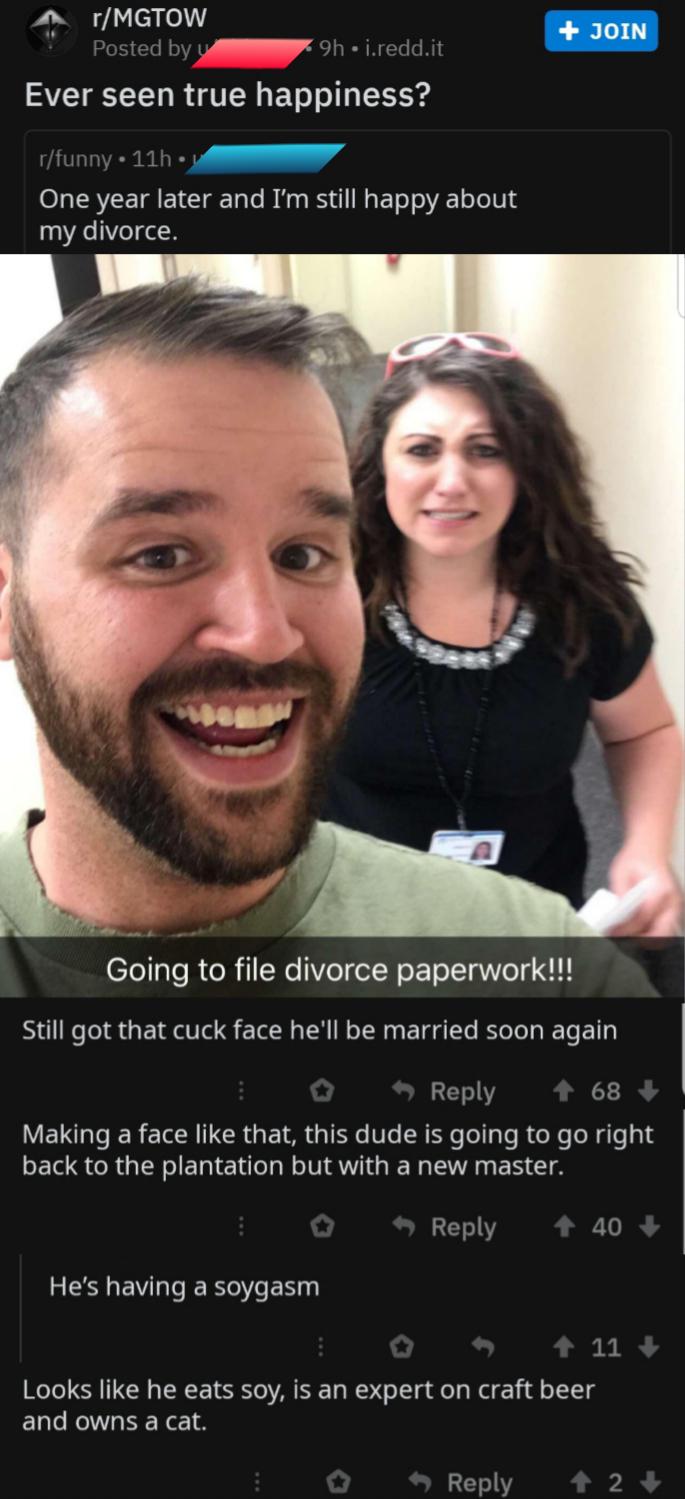 r/MGTOW
Posted by u • 9h • i.redd.it
+ JOIN
Ever seen true happiness?
r/funny • 11h •
One year later and I'm still happy about
my divorce.
Going to file divorce paperwork!!!
Still got that cuck face he'll be married soon again
Reply 68
Making a face like that, this dude is going to go right
back to the plantation but with a new master.
Reply 40
He's having a soygasm
11
Looks like he eats soy, is an expert on craft beer
and owns a cat.
Reply 2